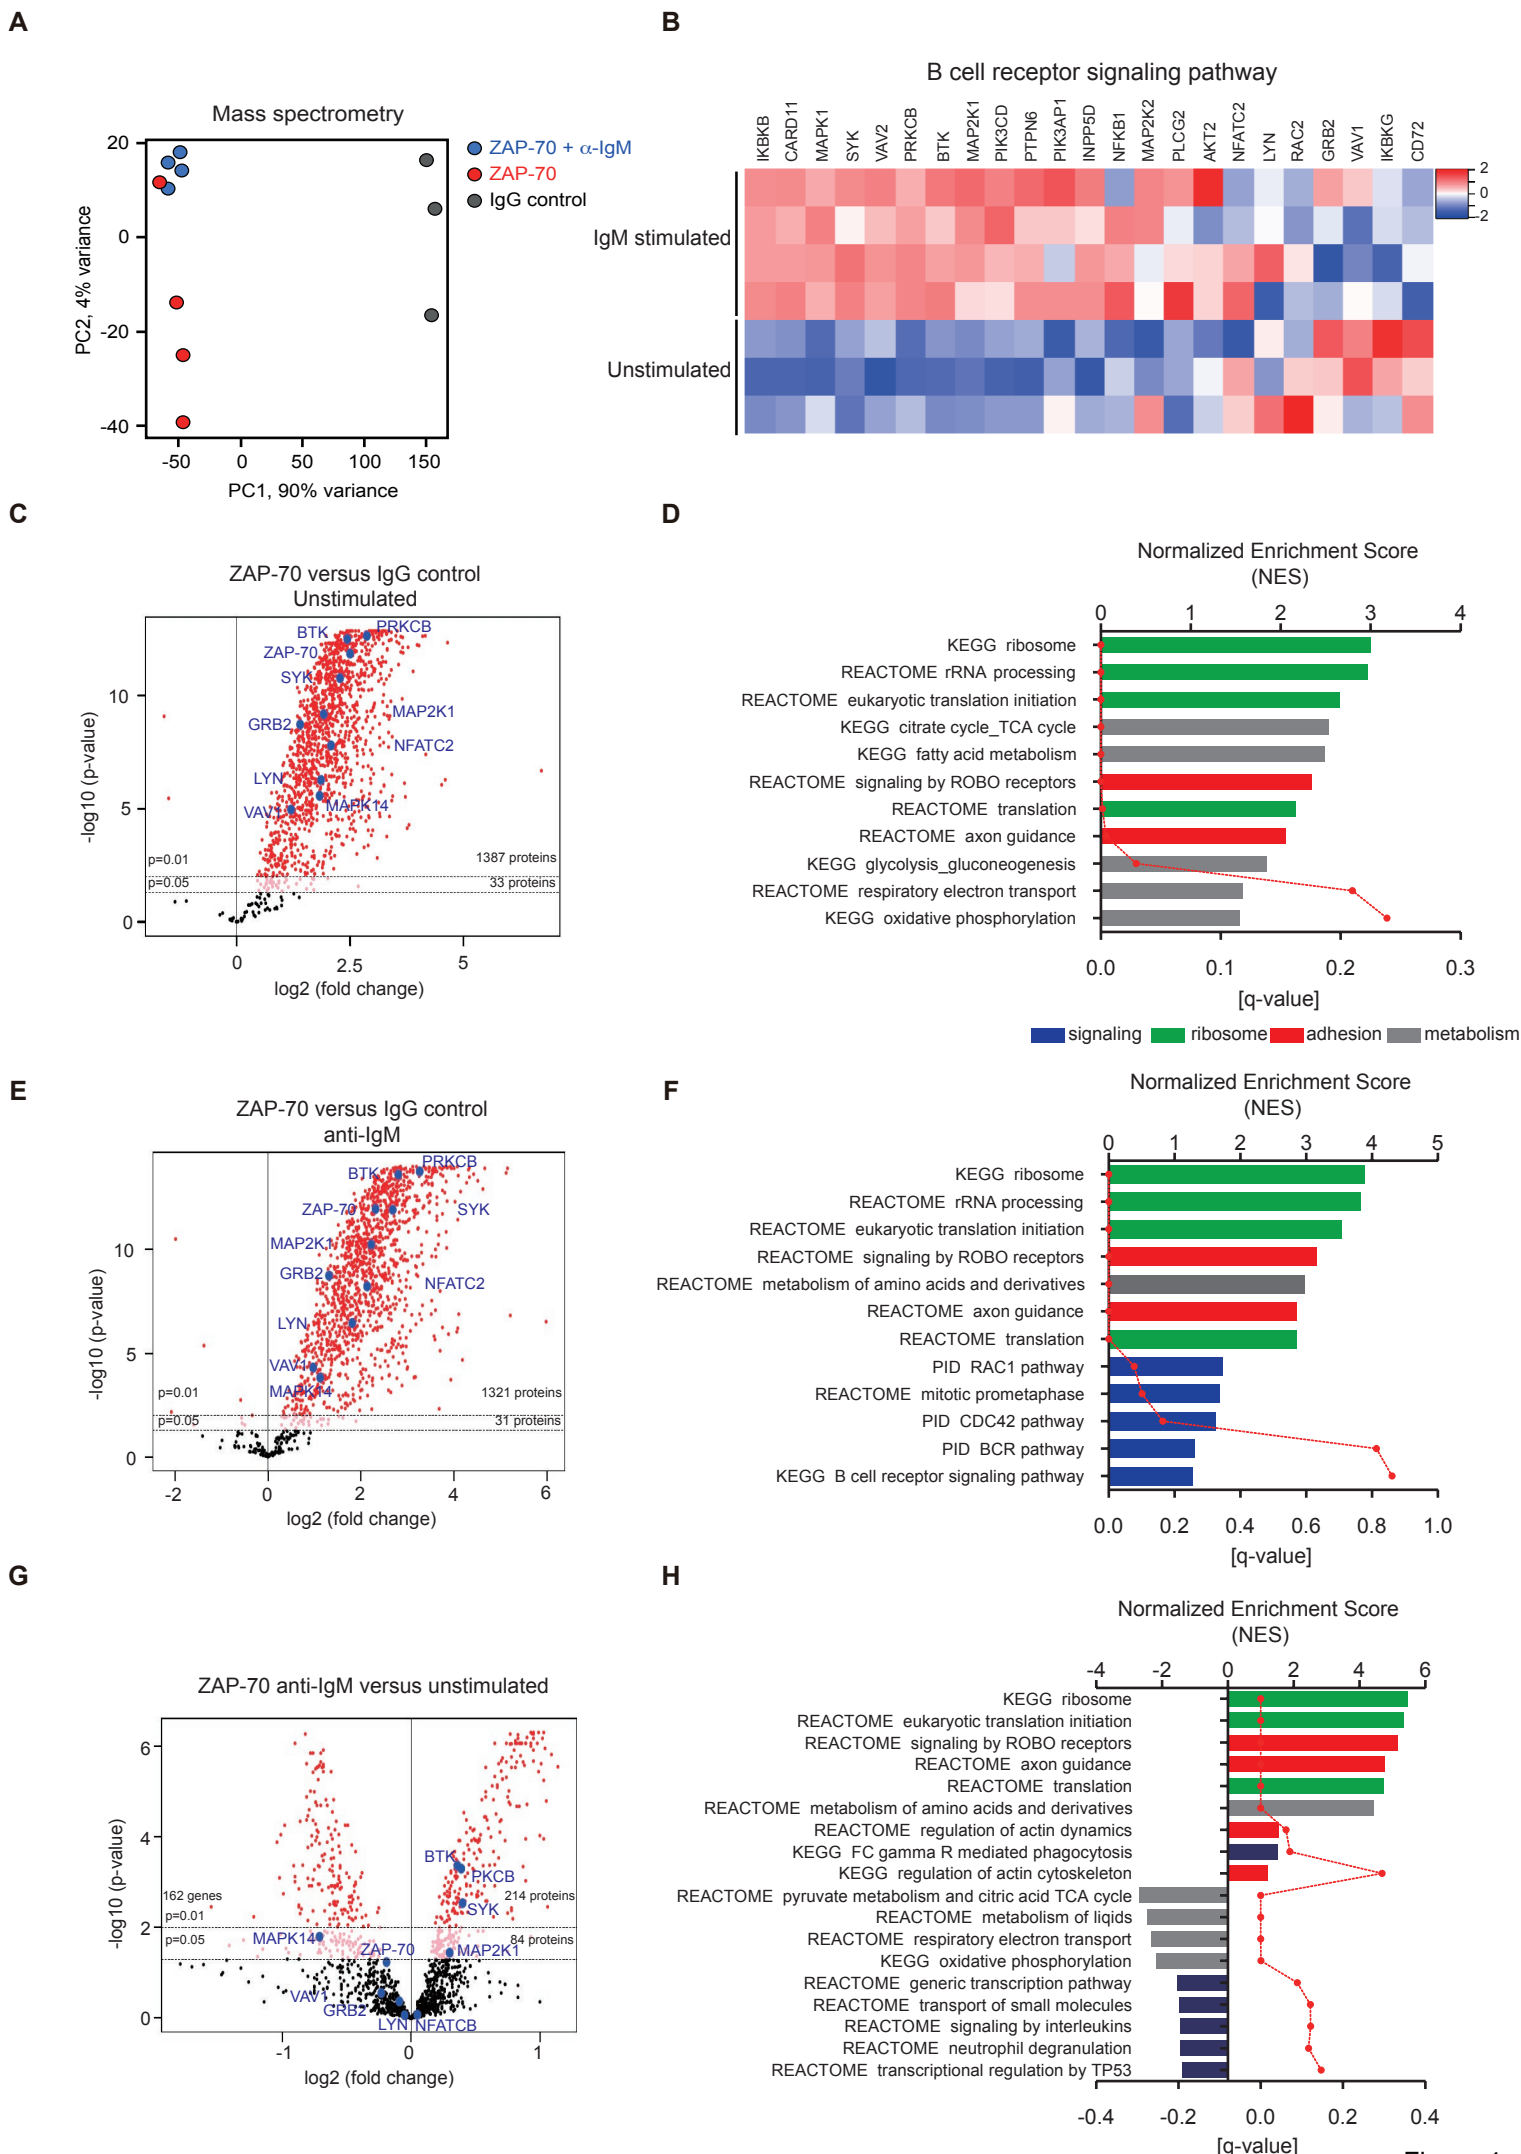 A
Mass spectrometry
20
0
-20
-40
PC2, 4% variance
-50
0
50
100
150
PC1, 90% variance
ZAP-70 + α-IgM
ZAP-70
IgG control
B
B cell receptor signaling pathway
IKBKB
CARD11
MAPK1
SYK
VAV2
PRKCB
BTK
MAP2K1
PIK3CD
PTPN6
PIK3AP1
INPP5D
NFKB1
MAP2K2
PLCG2
AKT2
NFATC2
LYN
RAC2
GRB2
VAV1
IKBKG
CD72
IgM stimulated
Unstimulated
2
0
-2
C
ZAP-70 versus IgG control
Unstimulated
BTK
PRKCB
ZAP-70
SYK
MAP2K1
GRB2
NFATC2
LYN
MAPK14
VAV1
p=0.01
1387 proteins
p=0.05
33 proteins
10
5
0
-log10 (p-value)
0
2.5
5
log2 (fold change)
D
Normalized Enrichment Score
(NES)
0
1
2
3
4
KEGG ribosome
REACTOME rRNA processing
REACTOME eukaryotic translation initiation
KEGG citrate cycle_TCA cycle
KEGG fatty acid metabolism
REACTOME signaling by ROBO receptors
REACTOME translation
REACTOME axon guidance
KEGG glycolysis_gluconeogenesis
REACTOME respiratory electron transport
KEGG oxidative phosphorylation
0.0
0.1
0.2
0.3
[q-value]
signaling
ribosome
adhesion
metabolism
E
ZAP-70 versus IgG control
anti-IgM
BTK
PRKCB
ZAP-70
SYK
MAP2K1
GRB2
NFATC2
LYN
VAV1
MAPK14
p=0.01
1321 proteins
p=0.05
31 proteins
10
5
0
-log10 (p-value)
-2
0
2
4
6
log2 (fold change)
F
Normalized Enrichment Score
(NES)
0
1
2
3
4
5
KEGG ribosome
REACTOME rRNA processing
REACTOME eukaryotic translation initiation
REACTOME signaling by ROBO receptors
REACTOME metabolism of amino acids and derivatives
REACTOME axon guidance
REACTOME translation
PID RAC1 pathway
REACTOME mitotic prometaphase
PID CDC42 pathway
PID BCR pathway
KEGG B cell receptor signaling pathway
0.0
0.2
0.4
0.6
0.8
1.0
[q-value]
G
ZAP-70 anti-IgM versus unstimulated
BTK
PKCB
SYK
162 genes
214 proteins
p=0.01
p=0.05
84 proteins
MAPK14
ZAP-70
MAP2K1
VAV1
GRB2
LYN
NFATCB
6
4
2
0
-log10 (p-value)
-1
0
1
log2 (fold change)
H
Normalized Enrichment Score
(NES)
-4
-2
0
2
4
6
KEGG ribosome
REACTOME eukaryotic translation initiation
REACTOME signaling by ROBO receptors
REACTOME axon guidance
REACTOME translation
REACTOME metabolism of amino acids and derivatives
REACTOME regulation of actin dynamics
KEGG FC gamma R mediated phagocytosis
KEGG regulation of actin cytoskeleton
REACTOME pyruvate metabolism and citric acid TCA cycle
REACTOME metabolism of liqids
REACTOME respiratory electron transport
KEGG oxidative phosphorylation
REACTOME generic transcription pathway
REACTOME transport of small molecules
REACTOME signaling by interleukins
REACTOME neutrophil degranulation
REACTOME transcriptional regulation by TP53
-0.4
-0.2
0.0
0.2
0.4
[q-value]